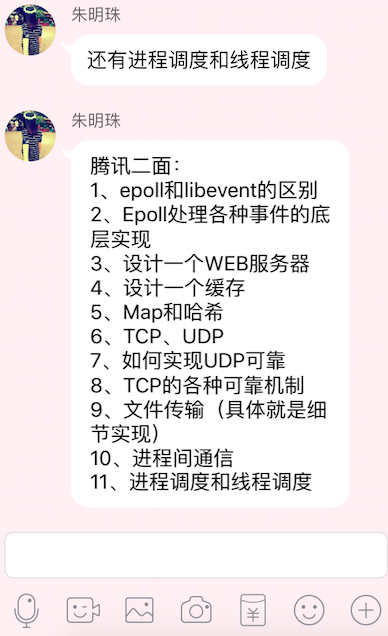 朱明珠
还有进程调度和线程调度
朱明珠
腾讯二面：
1、epoll和libevent的区别
2、Epoll处理各种事件的底
层实现
3、设计一个WEB服务器
4、设计一个缓存
5、Map和哈希
6、TCP、UDP
7、如何实现UDP可靠
8、TCP的各种可靠机制
9、文件传输（具体就是细
节实现）
10、进程间通信
11、进程调度和线程调度
¥